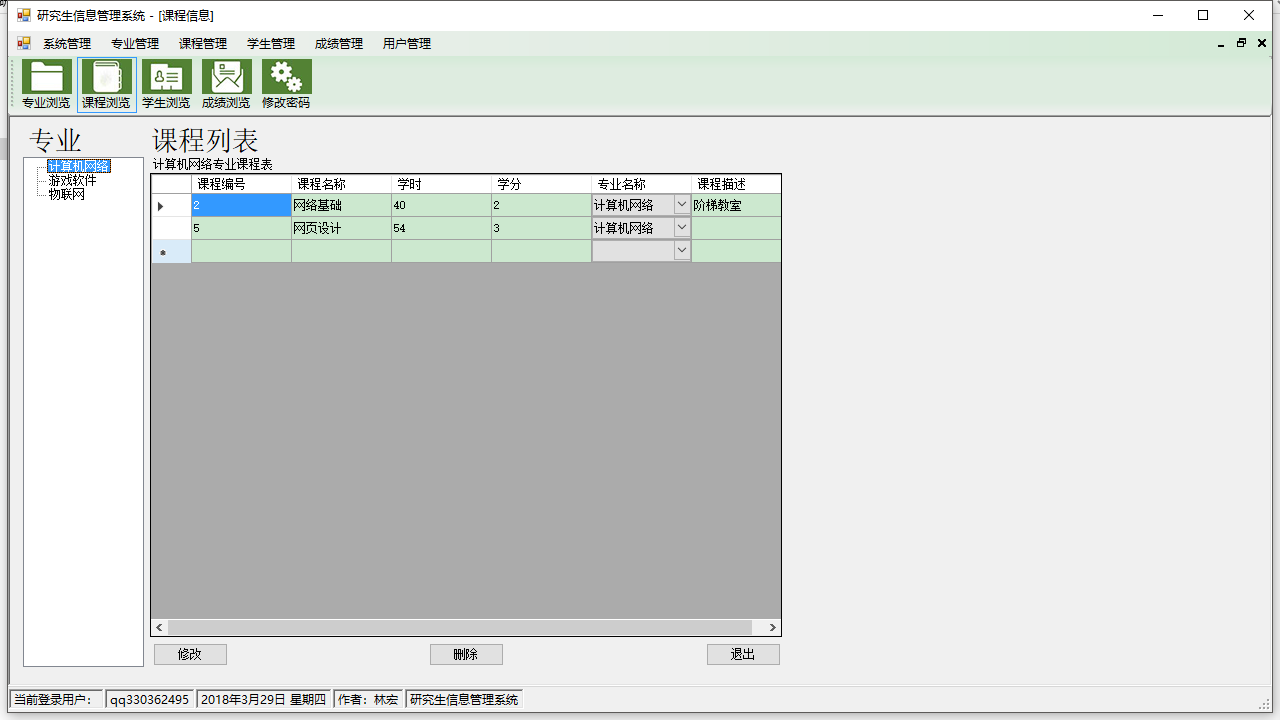 研究生信息管理系统 - [课程信息]
系统管理 专业管理 课程管理 学生管理 成绩管理 用户管理
专业浏览 课程浏览 学生浏览 成绩浏览 修改密码
专业
计算机网络
游戏软件
物联网
课程列表
计算机网络专业课程表
课程编号 课程名称 学时 学分 专业名称 课程描述
2 网络基础 40 2 计算机网络 阶梯教室
5 网页设计 54 3 计算机网络
修改 删除 退出
当前登录用户： qq330362495 2018年3月29日 星期四 作者：林宏 研究生信息管理系统